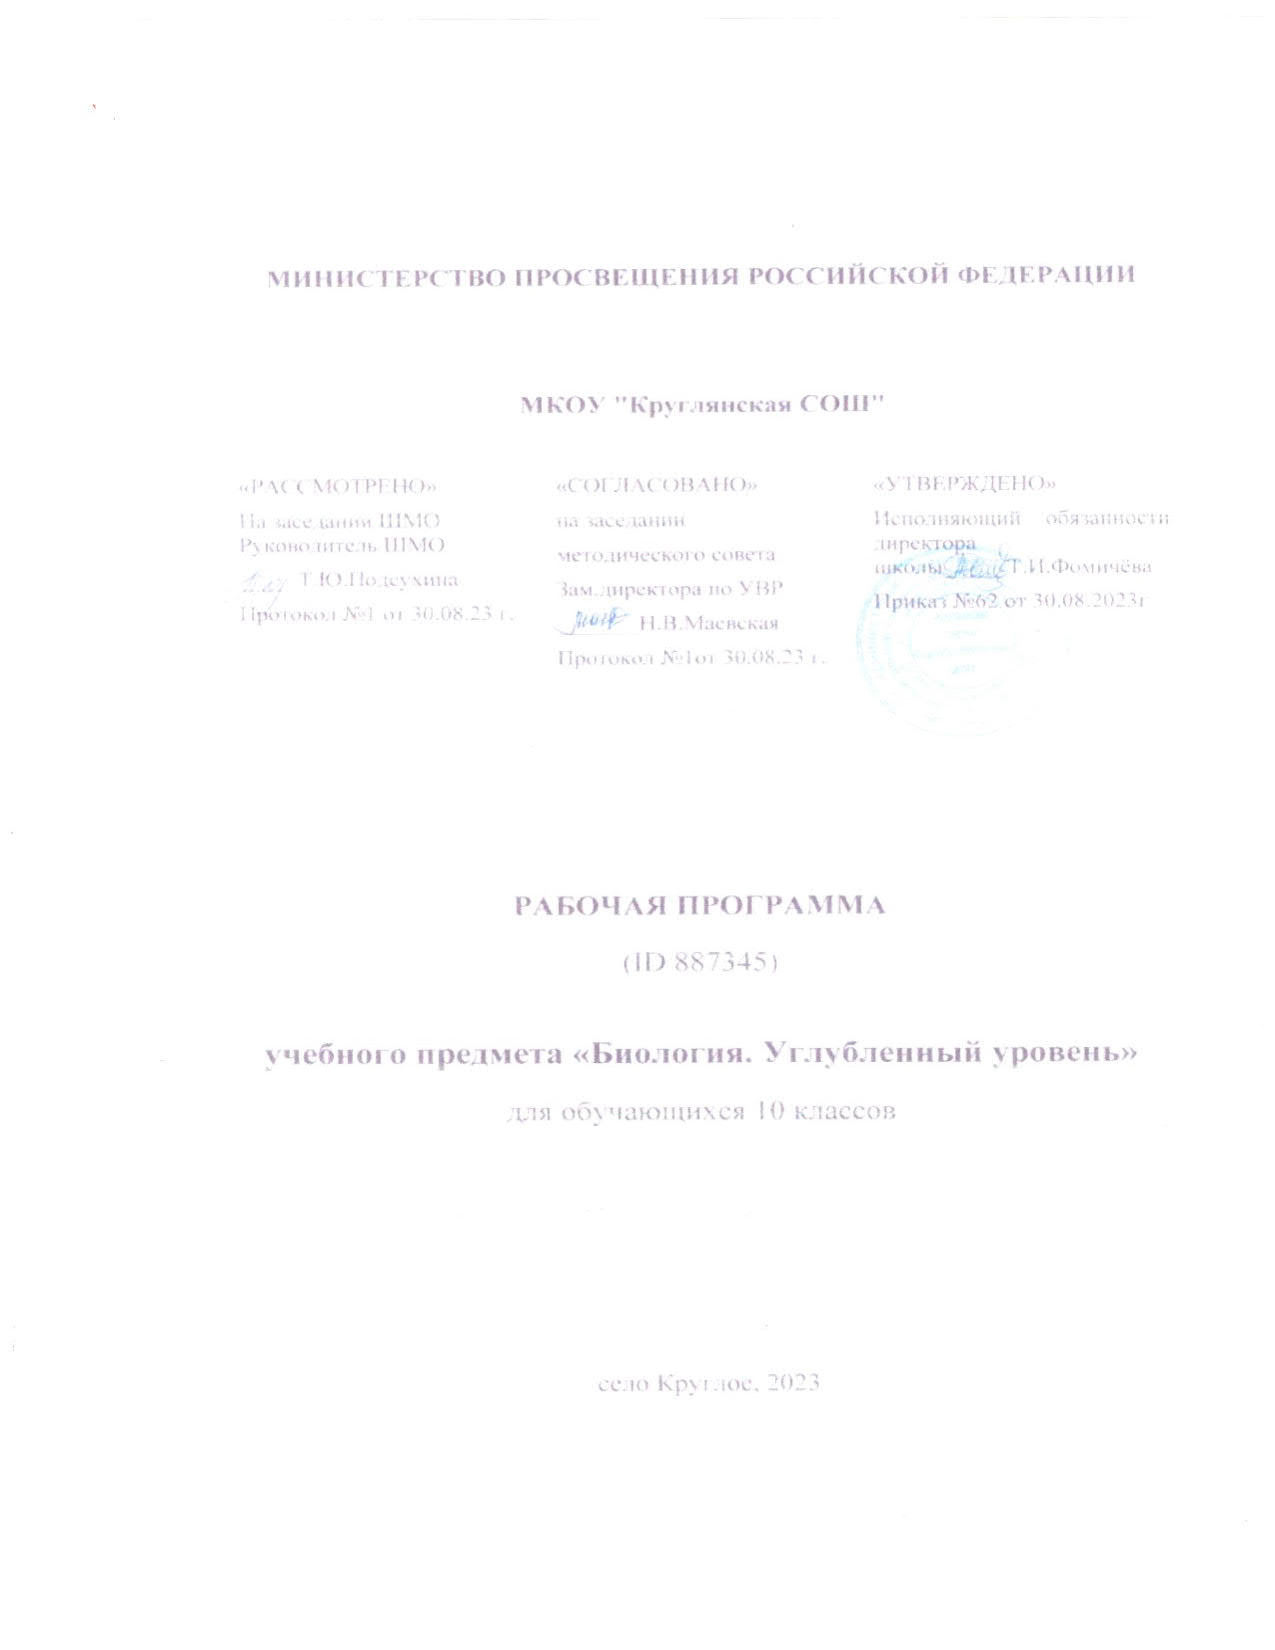 МИНИСТЕРСТВО ПРОСВЕЩЕНИЯ РОССИЙСКОЙ ФЕДЕРАЦИИ
МКОУ "Круглянская СОШ"
«РАССМОТРЕНО»
На заседании ШМО
Руководитель ШМО
Т.Ю.Подсухина
Протокол №1 от 30.08.23 г.
«СОГЛАСОВАНО»
на заседании
методического совета
Зам.директора по УВР
Н.В.Маевская
Протокол №1от 30.08.23 г.
«УТВЕРЖДЕНО»
Исполняющий обязанности
директора
школы Т.И.Фомичёва
Приказ №62 от 30.08.2023г
РАБОЧАЯ ПРОГРАММА
(ID 887345)
учебного предмета «Биология. Углубленный уровень»
для обучающихся 10 классов
село Круглое, 2023